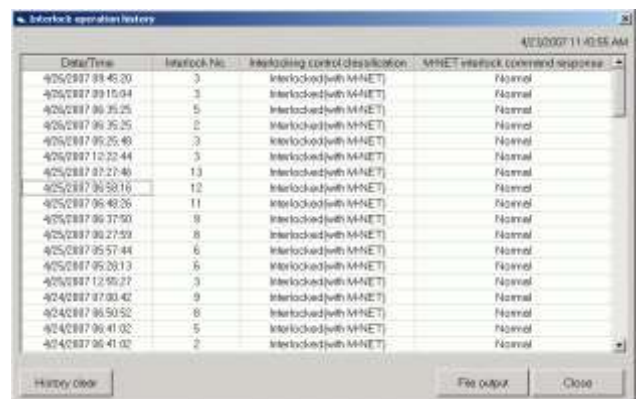 Interlock operation history
4/23/2007 11:43:55 AM
Date/Time Interlock No. Interlocking control classification M-NET interlock command response
4/26/2007 3 Interlocked(with M-NET) Normal
4/26/2007 09:15:04 3 Interlocked(with M-NET) Normal
4/26/2007 06:35:25 5 Interlocked(with M-NET) Normal
4/26/2007 06:35:25 2 Interlocked(with M-NET) Normal
4/26/2007 05:25:49 3 Interlocked(with M-NET) Normal
4/26/2007 12:22:44 3 Interlocked(with M-NET) Normal
4/25/2007 07:27:46 13 Interlocked(with M-NET) Normal
4/25/2007 06:58:16 12 Interlocked(with M-NET) Normal
4/25/2007 06:48:26 11 Interlocked(with M-NET) Normal
4/25/2007 06:37:50 9 Interlocked(with M-NET) Normal
4/25/2007 06:27:59 8 Interlocked(with M-NET) Normal
4/25/2007 05:57:44 6 Interlocked(with M-NET) Normal
4/25/2007 05:28:13 6 Interlocked(with M-NET) Normal
4/25/2007 12:55:27 3 Interlocked(with M-NET) Normal
4/24/2007 07:00:42 9 Interlocked(with M-NET) Normal
4/24/2007 06:50:52 8 Interlocked(with M-NET) Normal
4/24/2007 06:41:02 5 Interlocked(with M-NET) Normal
4/24/2007 06:41:02 2 Interlocked(with M-NET) Normal
History clear File output Close